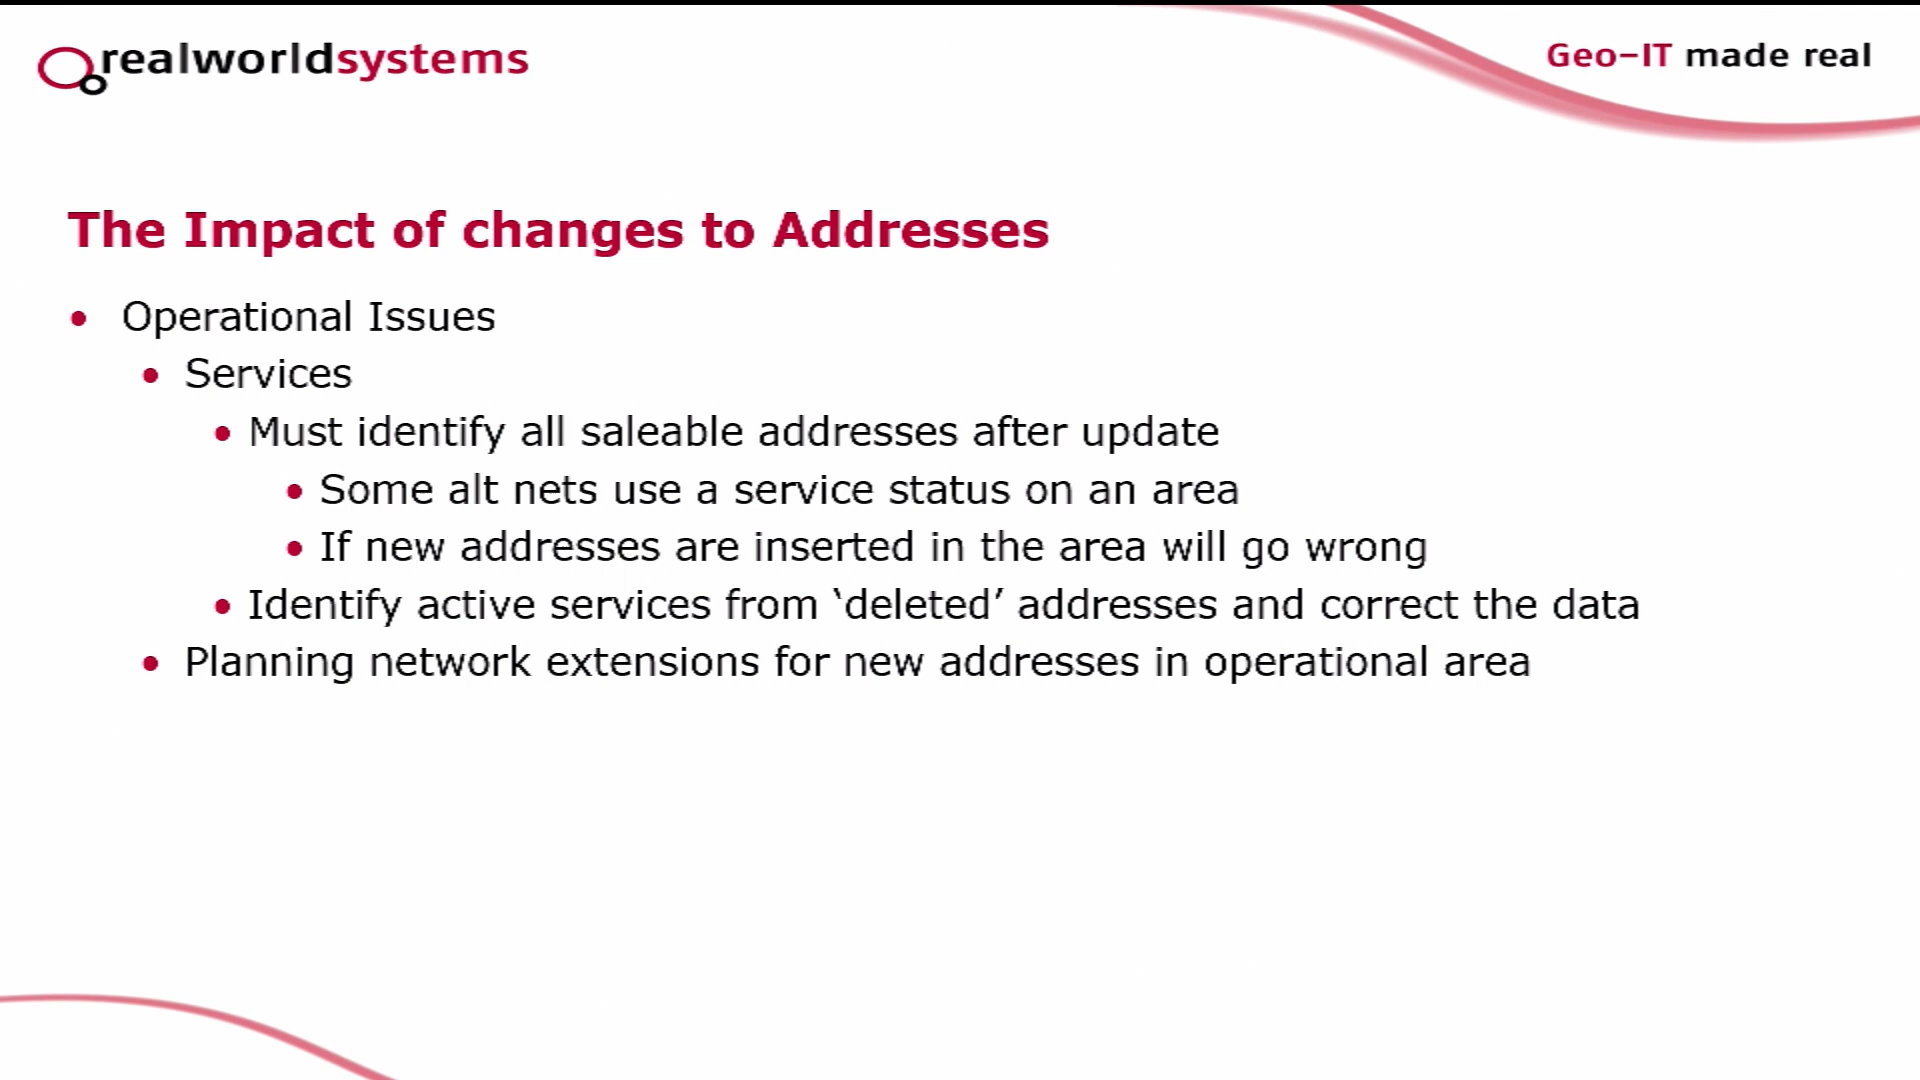 realworldsystems
Geo-IT made real
The Impact of changes to Addresses
• Operational Issues
• Services
• Must identify all saleable addresses after update
• Some alt nets use a service status on an area
• If new addresses are inserted in the area will go wrong
• Identify active services from ‘deleted’ addresses and correct the data
• Planning network extensions for new addresses in operational area